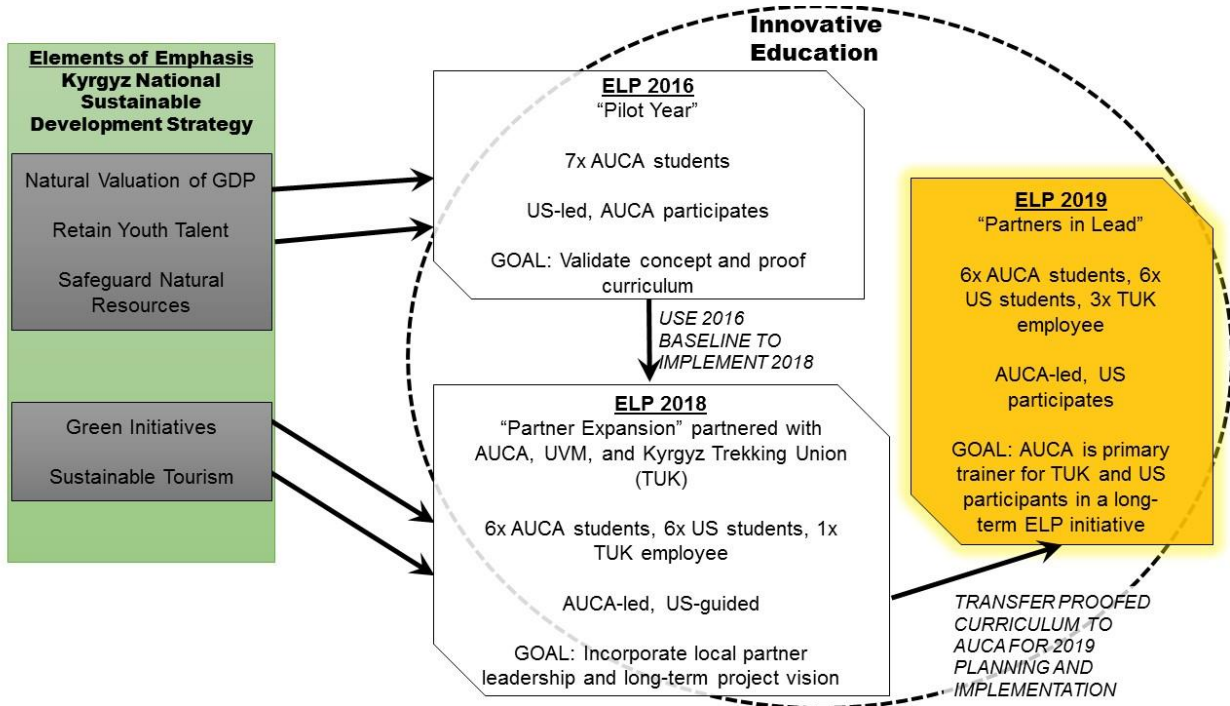 Innovative
Education
Elements of Emphasis
Kyrgyz National
Sustainable
Development Strategy
Natural Valuation of GDP
Retain Youth Talent
Safeguard Natural
Resources
Green Initiatives
Sustainable Tourism
ELP 2016
“Pilot Year”
7x AUCA students
US-led, AUCA participates
GOAL: Validate concept and proof
curriculum
USE 2016
BASELINE TO
IMPLEMENT 2018
ELP 2018
“Partner Expansion” partnered with
AUCA, UVM, and Kyrgyz Trekking Union
(TUK)
6x AUCA students, 6x US students, 1x
TUK employee
AUCA-led, US-guided
GOAL: Incorporate local partner
leadership and long-term project vision
ELP 2019
“Partners in Lead”
6x AUCA students, 6x
US students, 3x TUK
employee
AUCA-led, US
participates
GOAL: AUCA is primary
trainer for TUK and US
participants in a long-
term ELP initiative
TRANSFER PROOFED
CURRICULUM TO
AUCA FOR 2019
PLANNING AND
IMPLEMENTATION